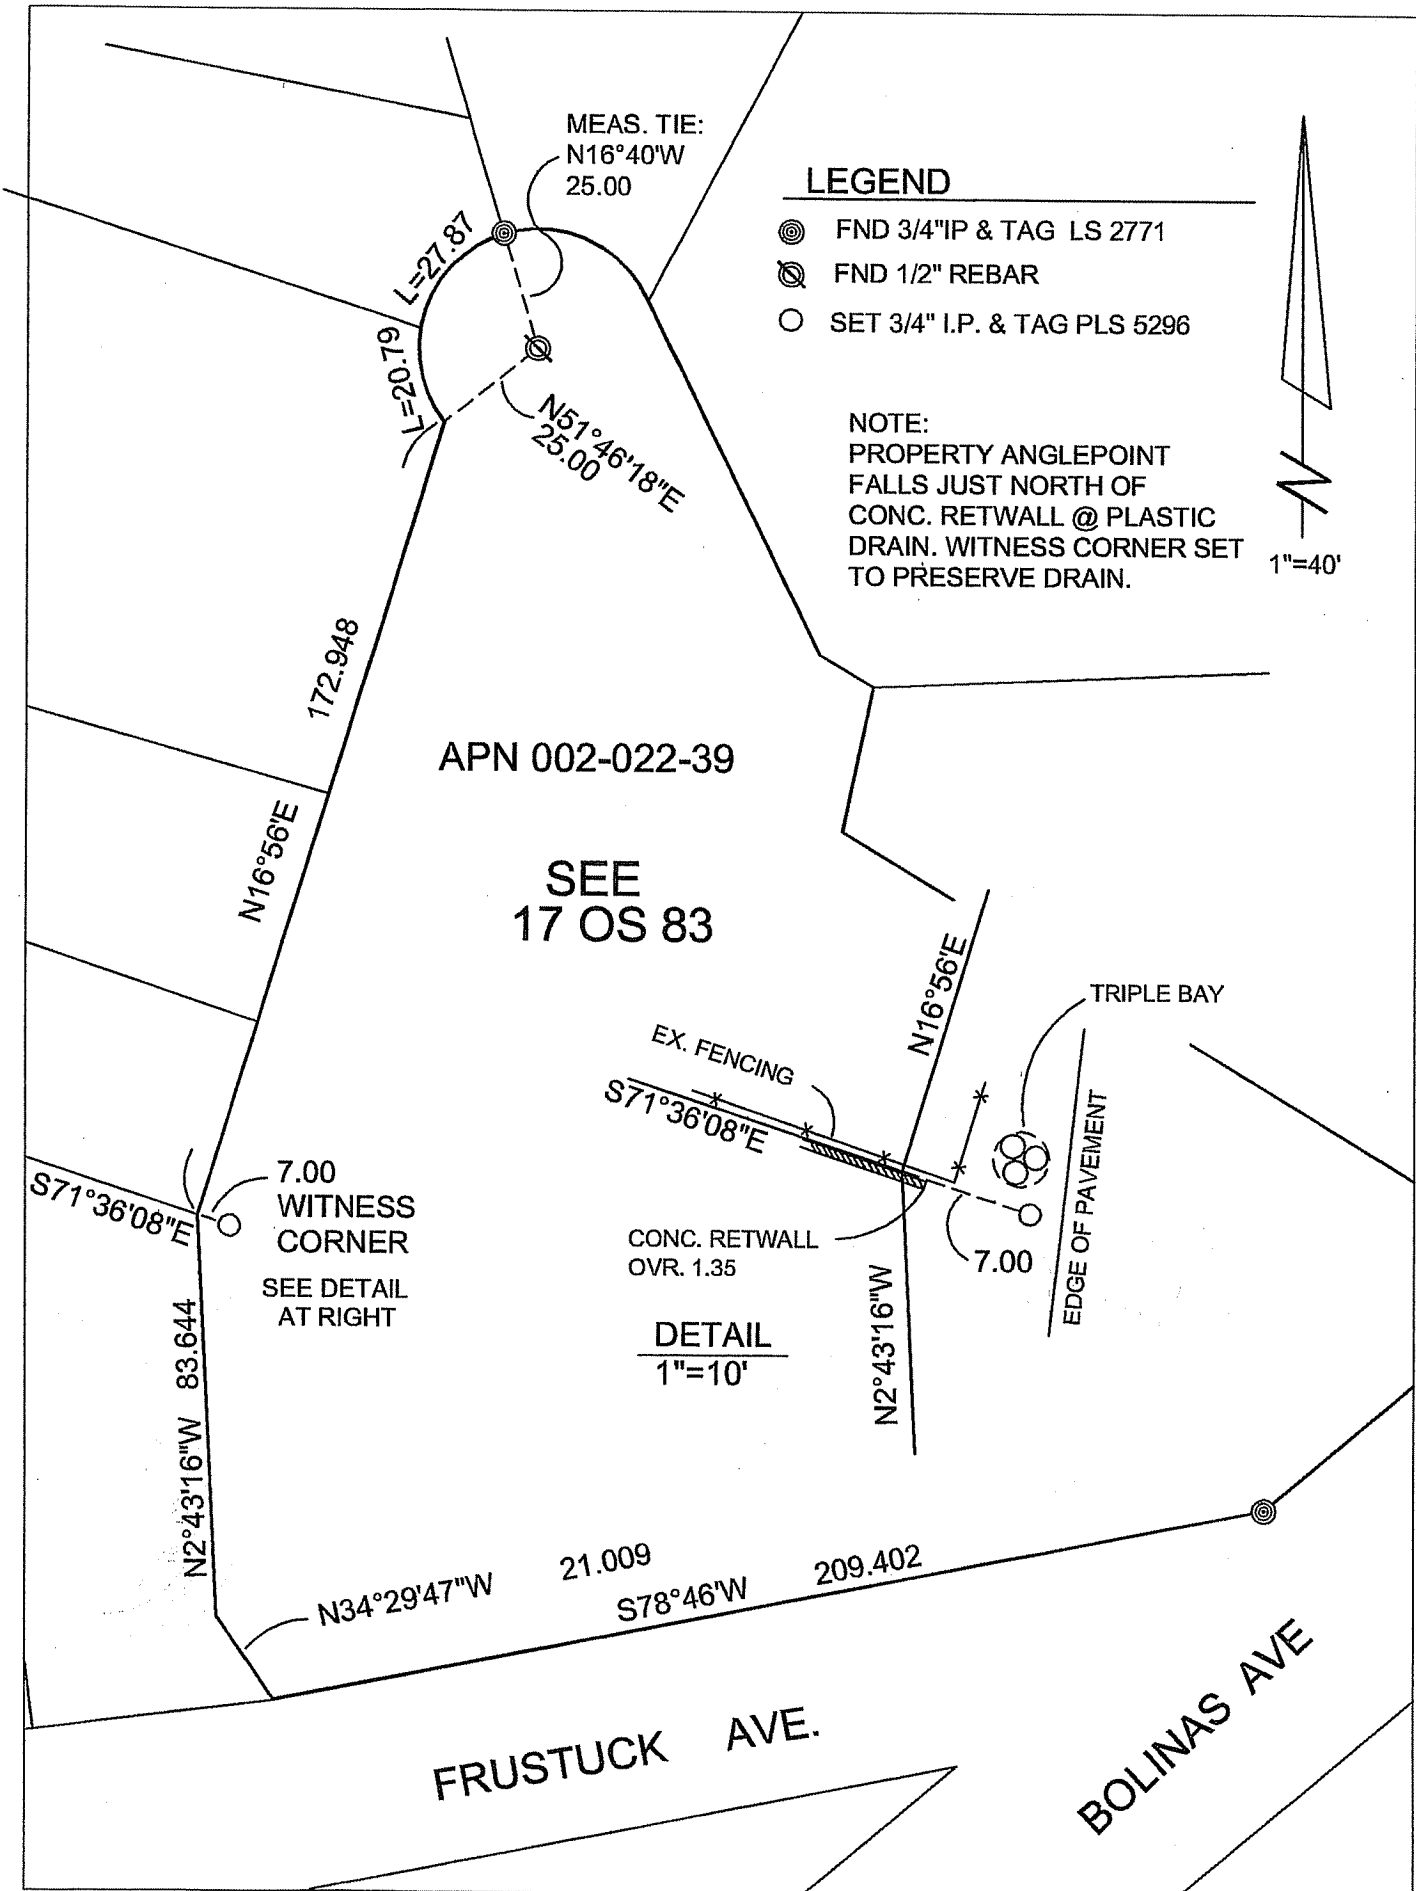 MEAS. TIE:
N16°40'W
25.00
LEGEND
FND 3/4"IP & TAG LS 2771
FND 1/2" REBAR
SET 3/4" I.P. & TAG PLS 5296
L=27.87
L=20.79
N51°46'18"E
25.00
NOTE:
PROPERTY ANGLEPOINT
FALLS JUST NORTH OF
CONC. RETWALL @ PLASTIC
DRAIN. WITNESS CORNER SET
TO PRESERVE DRAIN.
N
1"=40'
172.948
N16°56'E
APN 002-022-39
SEE
17 OS 83
N16°56'E
TRIPLE BAY
EX. FENCING
S71°36'08"E
EDGE OF PAVEMENT
S71°36'08"E
7.00
WITNESS
CORNER
SEE DETAIL
AT RIGHT
CONC. RETWALL
OVR. 1.35
7.00
DETAIL
1"=10'
N2°43'16"W
N2°43'16"W 83.644
N34°29'47"W 21.009
S78°46'W 209.402
FRUSTUCK AVE.
BOLINAS AVE